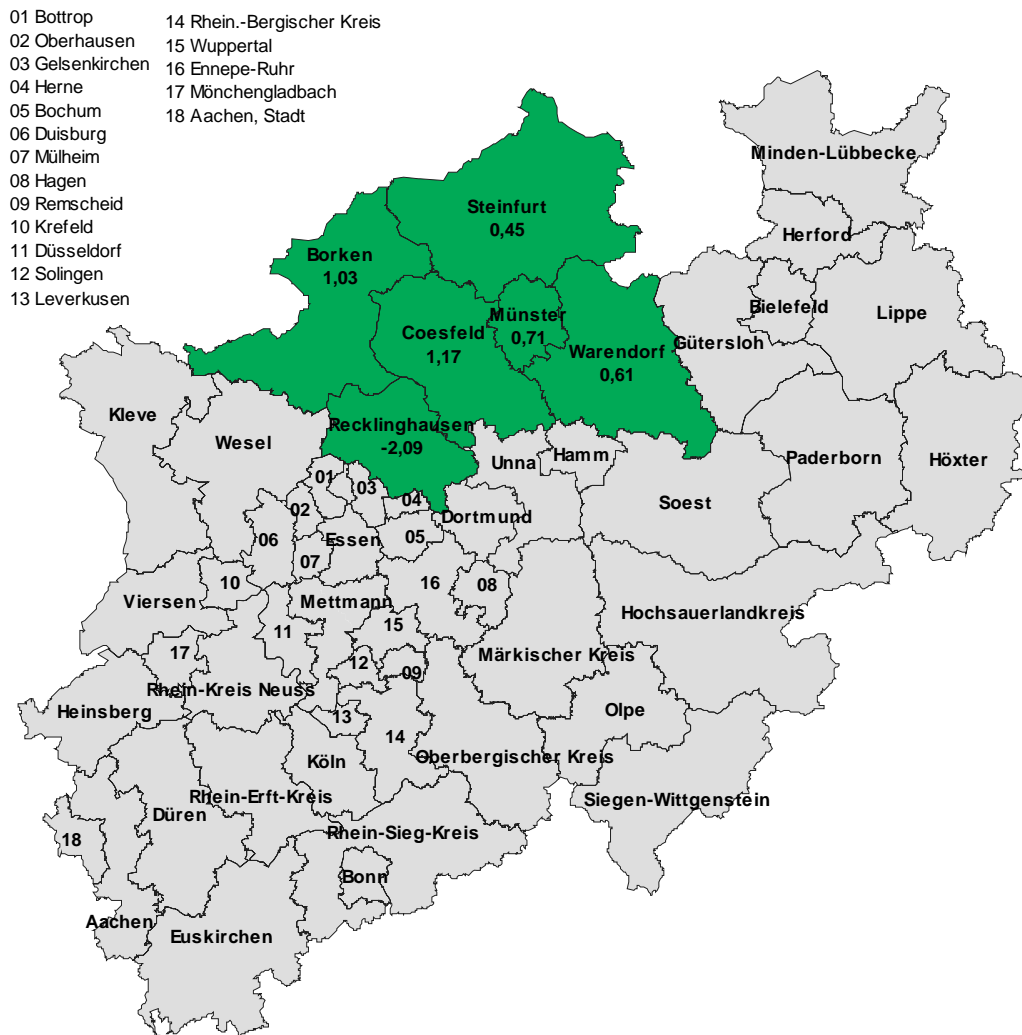 01 Bottrop
02 Oberhausen
03 Gelsenkirchen
04 Herne
05 Bochum
06 Duisburg
07 Mülheim
08 Hagen
09 Remscheid
10 Krefeld
11 Düsseldorf
12 Solingen
13 Leverkusen
14 Rhein.-Bergischer Kreis
15 Wuppertal
16 Ennepe-Ruhr
17 Mönchengladbach
18 Aachen, Stadt
Minden-Lübbecke
Steinfurt
0,45
Herford
Borken
1,03
Bielefeld
Lippe
Münster
0,71
Coesfeld
1,17
Warendorf
0,61
Gütersloh
Kleve
Wesel
Recklinghausen
-2,09
Unna
Hamm
Paderborn
Höxter
Soest
01
03
04
02
Dortmund
06
Essen
05
07
10
16
08
Viersen
Mettmann
Hochsauerlandkreis
11
15
17
12
09
Märkischer Kreis
Rhein-Kreis Neuss
Heinsberg
13
Olpe
14
Köln
Oberbergischer Kreis
Rhein-Erft-Kreis
Siegen-Wittgenstein
Düren
Rhein-Sieg-Kreis
18
Bonn
Aachen
Euskirchen